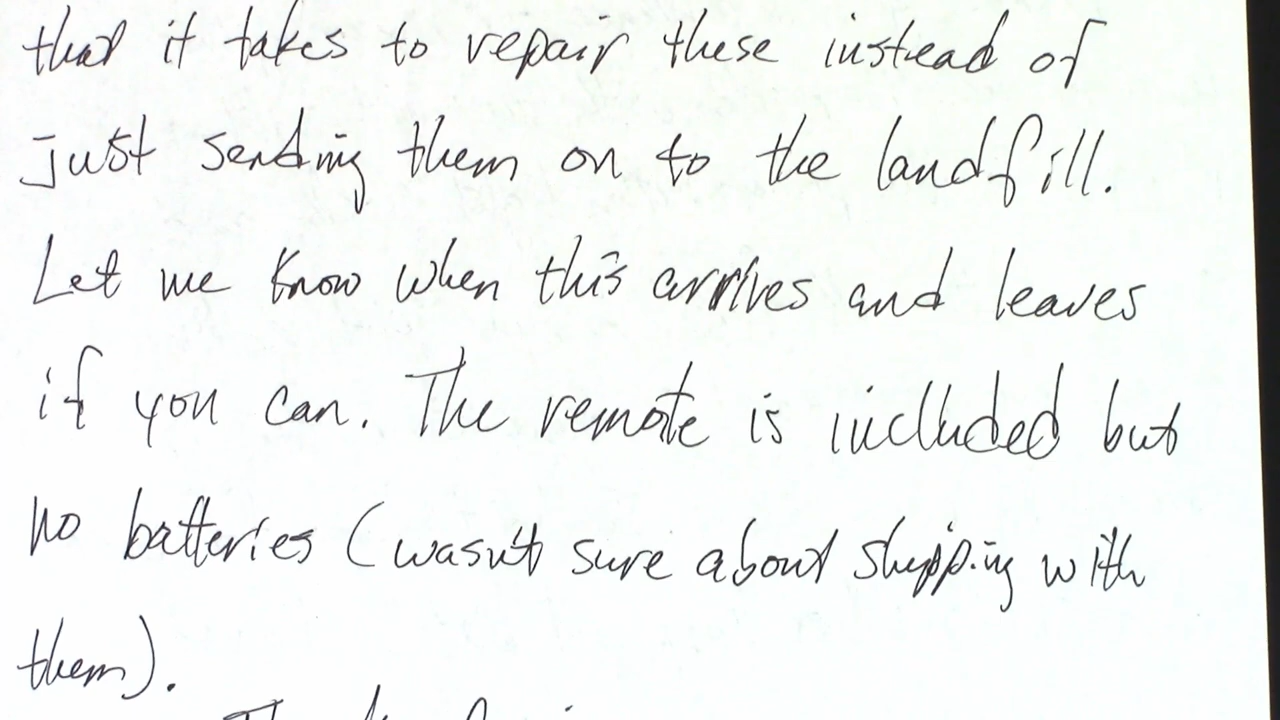 that it takes to repair these instead of
just sending them on to the landfill.
Let me know when this arrives and leaves
if you can. The remote is included but
no batteries (wasn't sure about shipping with
them).